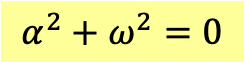 α² + ω² = 0